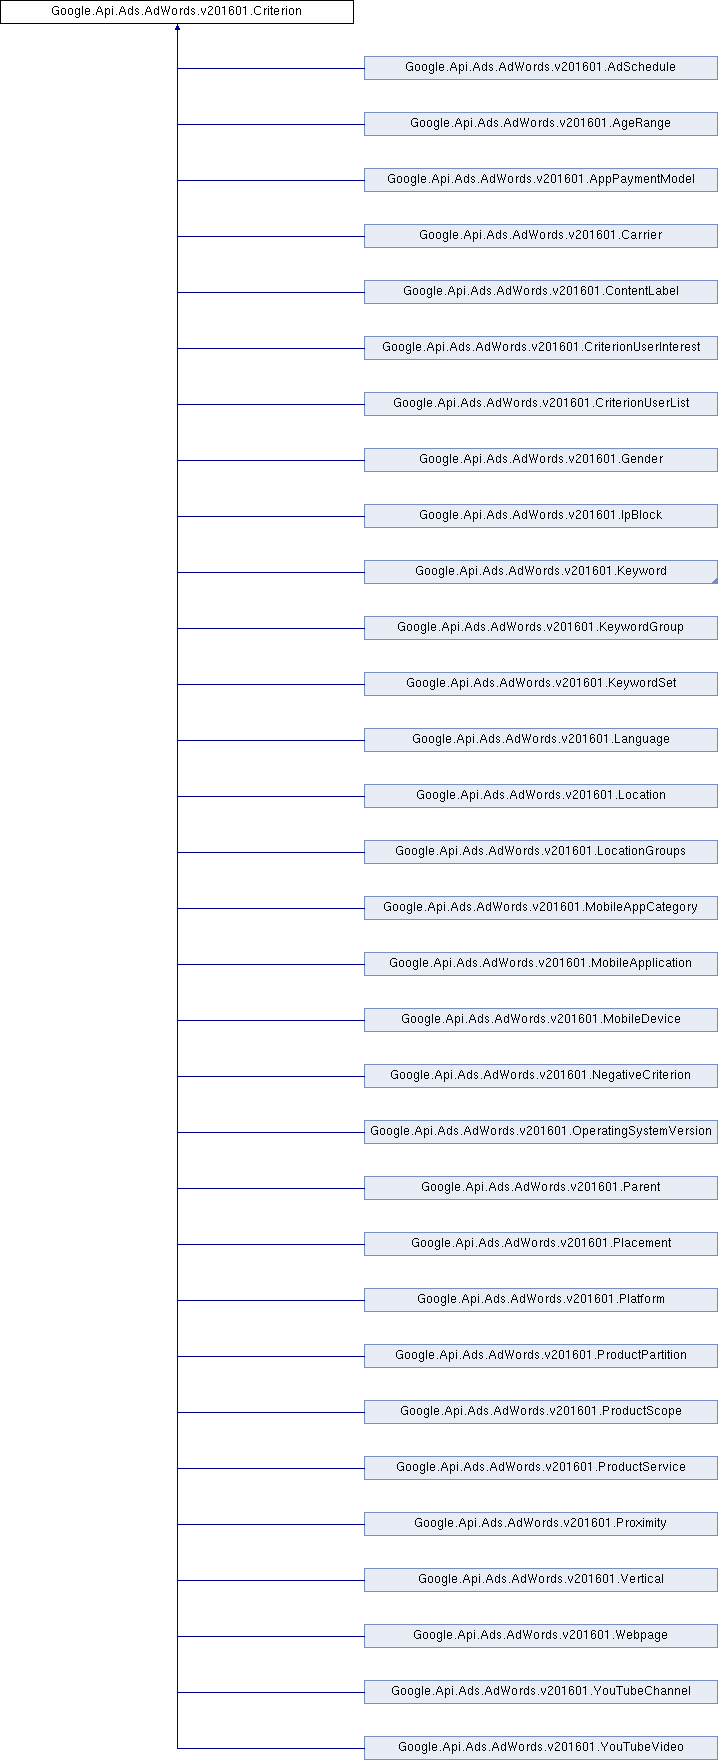 Google.Api.Ads.AdWords.v201601.Criterion
Google.Api.Ads.AdWords.v201601.AdSchedule
Google.Api.Ads.AdWords.v201601.AgeRange
Google.Api.Ads.AdWords.v201601.AppPaymentModel
Google.Api.Ads.AdWords.v201601.Carrier
Google.Api.Ads.AdWords.v201601.ContentLabel
Google.Api.Ads.AdWords.v201601.CriterionUserInterest
Google.Api.Ads.AdWords.v201601.CriterionUserList
Google.Api.Ads.AdWords.v201601.Gender
Google.Api.Ads.AdWords.v201601.IpBlock
Google.Api.Ads.AdWords.v201601.Keyword
Google.Api.Ads.AdWords.v201601.KeywordGroup
Google.Api.Ads.AdWords.v201601.KeywordSet
Google.Api.Ads.AdWords.v201601.Language
Google.Api.Ads.AdWords.v201601.Location
Google.Api.Ads.AdWords.v201601.LocationGroups
Google.Api.Ads.AdWords.v201601.MobileAppCategory
Google.Api.Ads.AdWords.v201601.MobileApplication
Google.Api.Ads.AdWords.v201601.MobileDevice
Google.Api.Ads.AdWords.v201601.NegativeCriterion
Google.Api.Ads.AdWords.v201601.OperatingSystemVersion
Google.Api.Ads.AdWords.v201601.Parent
Google.Api.Ads.AdWords.v201601.Placement
Google.Api.Ads.AdWords.v201601.Platform
Google.Api.Ads.AdWords.v201601.ProductPartition
Google.Api.Ads.AdWords.v201601.ProductScope
Google.Api.Ads.AdWords.v201601.ProductService
Google.Api.Ads.AdWords.v201601.Proximity
Google.Api.Ads.AdWords.v201601.Vertical
Google.Api.Ads.AdWords.v201601.Webpage
Google.Api.Ads.AdWords.v201601.YouTubeChannel
Google.Api.Ads.AdWords.v201601.YouTubeVideo